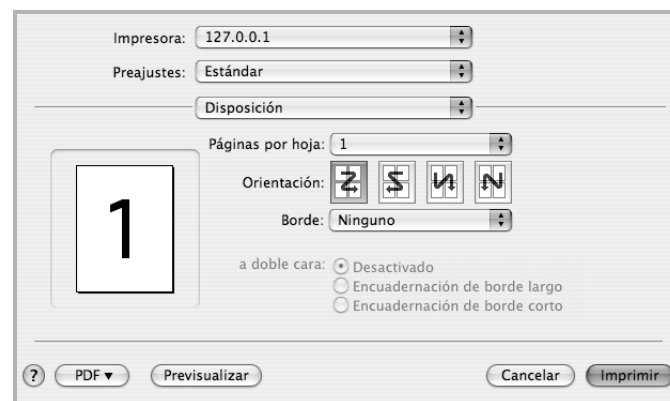 Impresora: 127.0.0.1
Preajustes: Estándar
Disposición
Páginas por hoja: 1
Orientación:
Borde: Ninguno
a doble cara: Desactivado
Encuadernación de borde largo
Encuadernación de borde corto
1
? PDF▼ Previsualizar Cancelar Imprimir